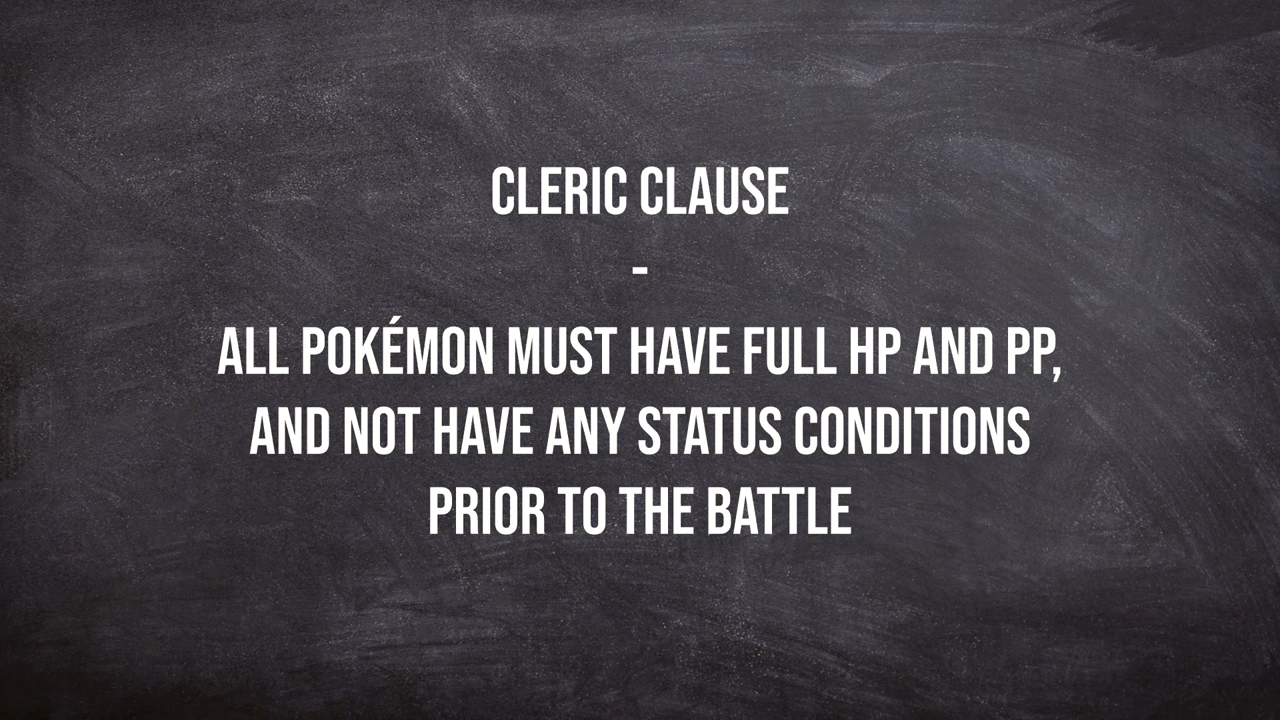 CLERIC CLAUSE
-
ALL POKÉMON MUST HAVE FULL HP AND PP,
AND NOT HAVE ANY STATUS CONDITIONS
PRIOR TO THE BATTLE